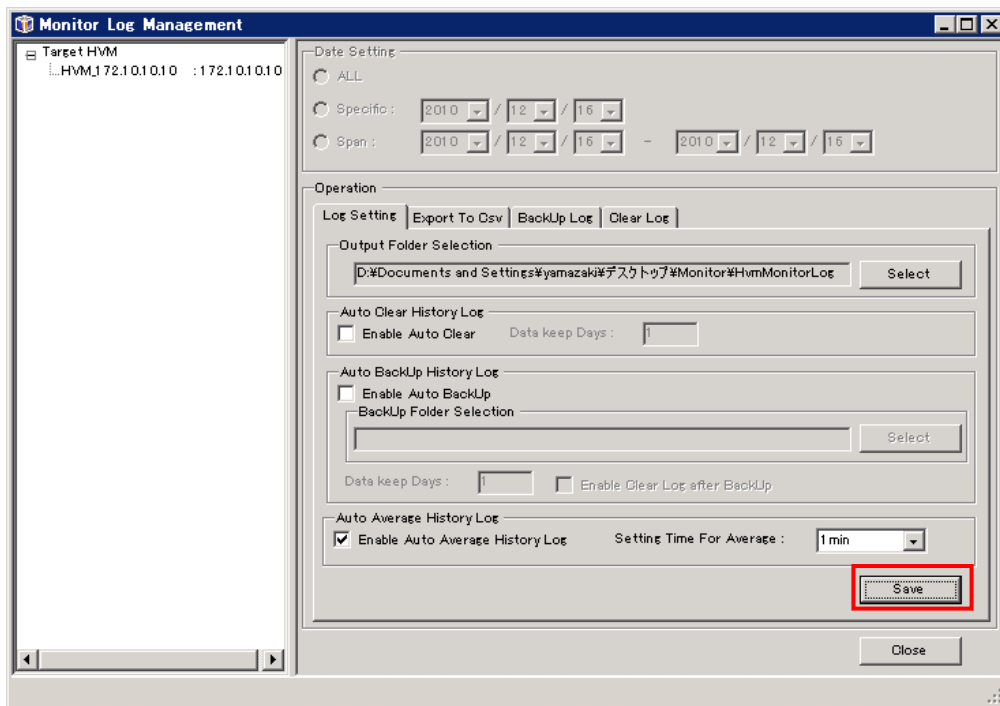 Monitor Log Management
Target HVM
HVM_172.10.10.10 : 172.10.10.10
Date Setting
ALL
Specific : 2010 / 12 / 16
Span : 2010 / 12 / 16 - 2010 / 12 / 16
Operation
Log Setting Export To Csv BackUp Log Clear Log
Output Folder Selection
D:¥Documents and Settings¥yamazaki¥デスクトップ¥Monitor¥HvmMonitorLog Select
Auto Clear History Log
Enable Auto Clear Data keep Days : 1
Auto BackUp History Log
Enable Auto BackUp
BackUp Folder Selection
Select
Data keep Days : 1 Enable Clear Log after BackUp
Auto Average History Log
Enable Auto Average History Log Setting Time For Average : 1 min
Save
Close